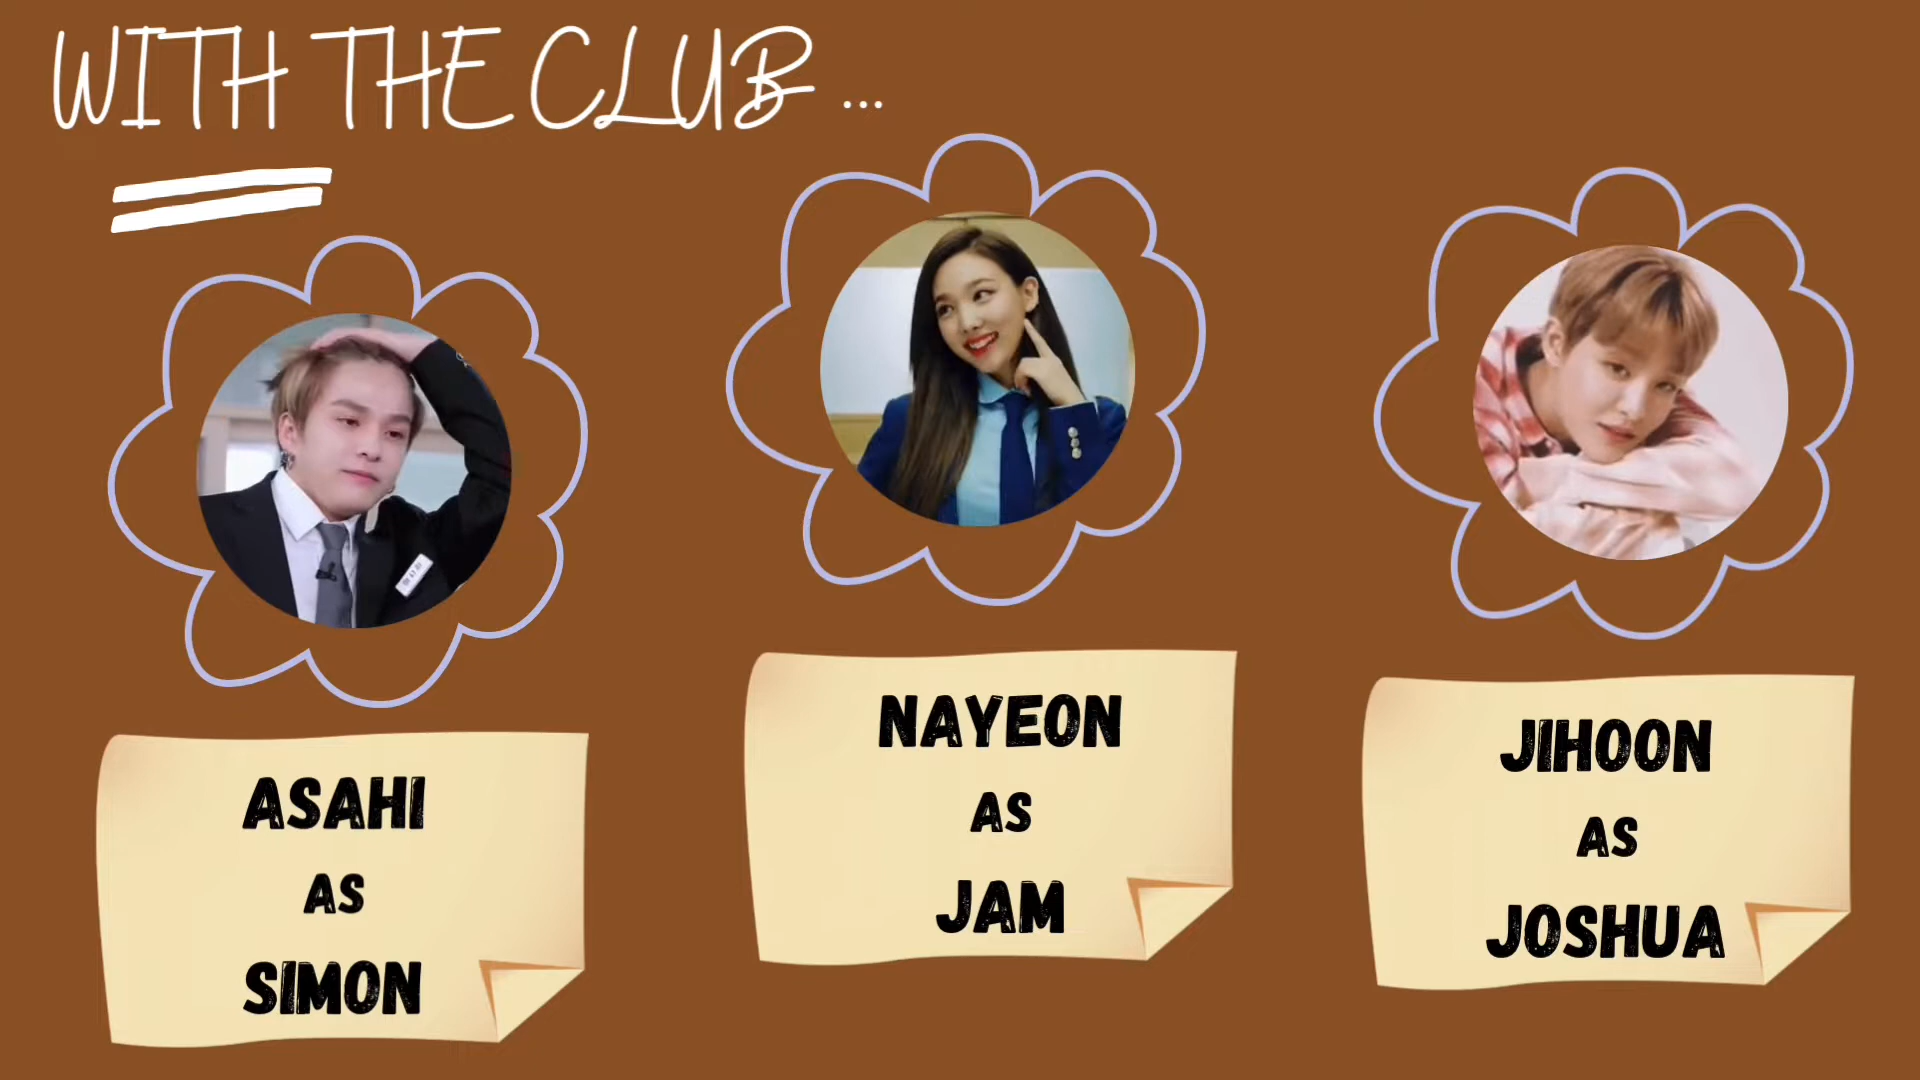 WITH THE CLUB ...
ASAHI
AS
SIMON
NAYEON
AS
JAM
JIHOON
AS
JOSHUA